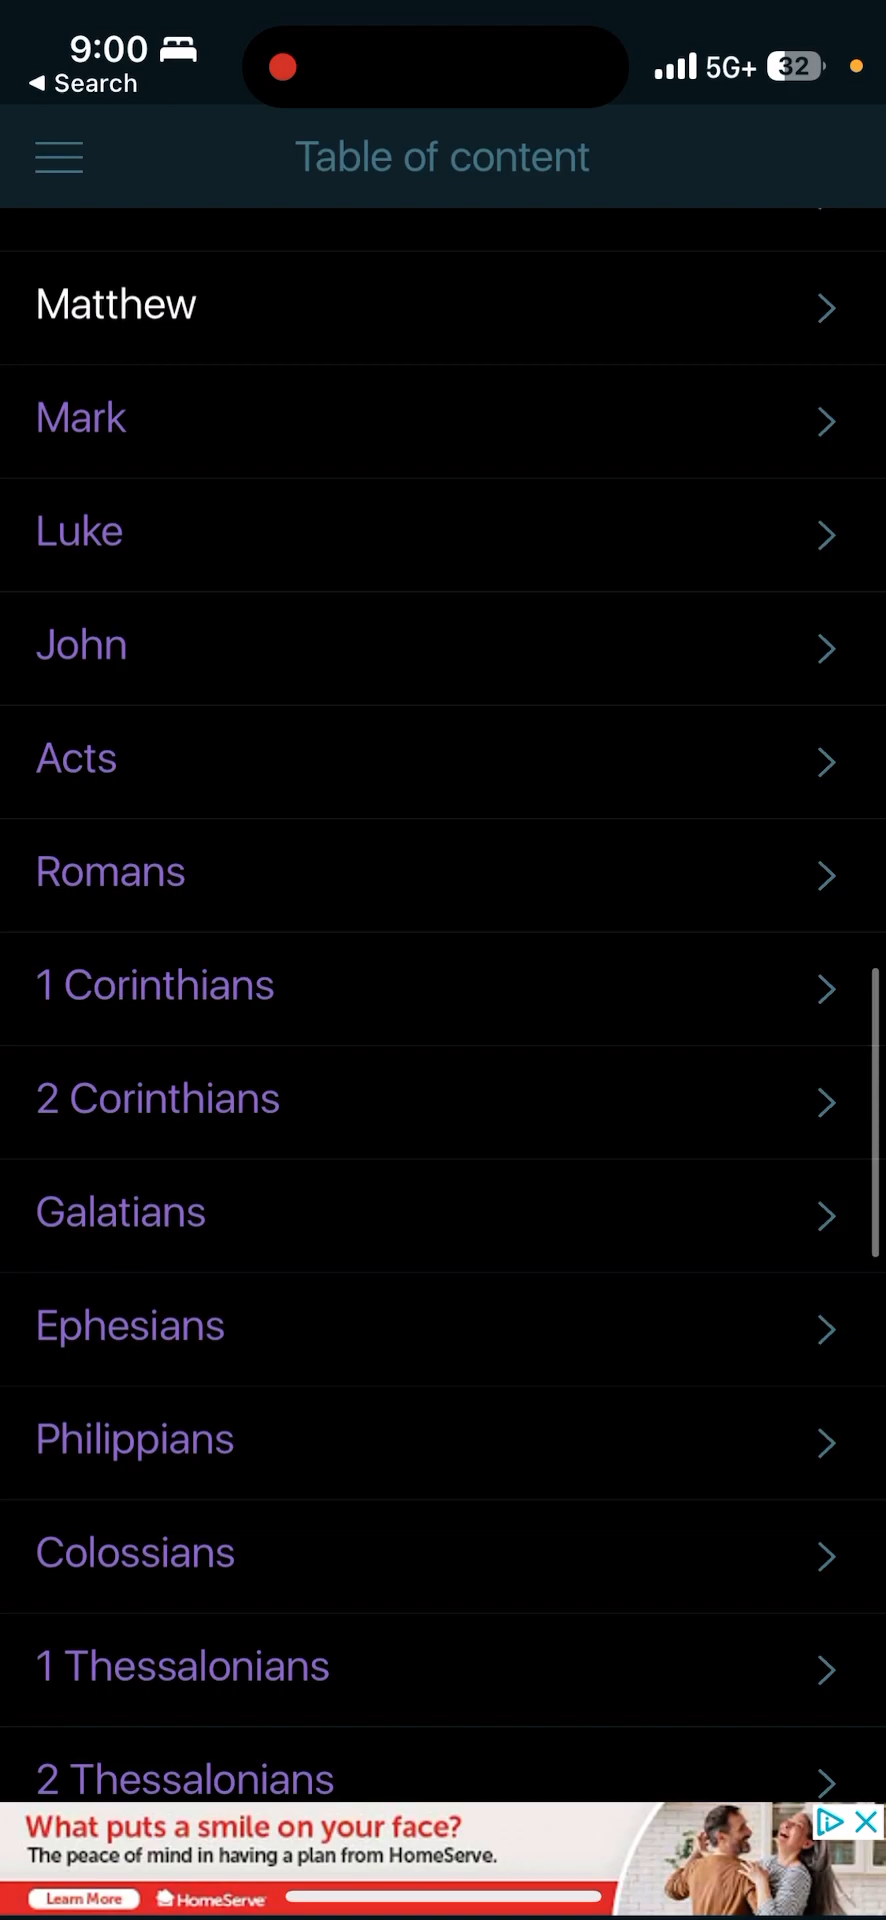 9:00
Search
5G+ 32
Table of content
Matthew
Mark
Luke
John
Acts
Romans
1 Corinthians
2 Corinthians
Galatians
Ephesians
Philippians
Colossians
1 Thessalonians
2 Thessalonians
What puts a smile on your face?
The peace of mind in having a plan from HomeServe.
Learn More HomeServe